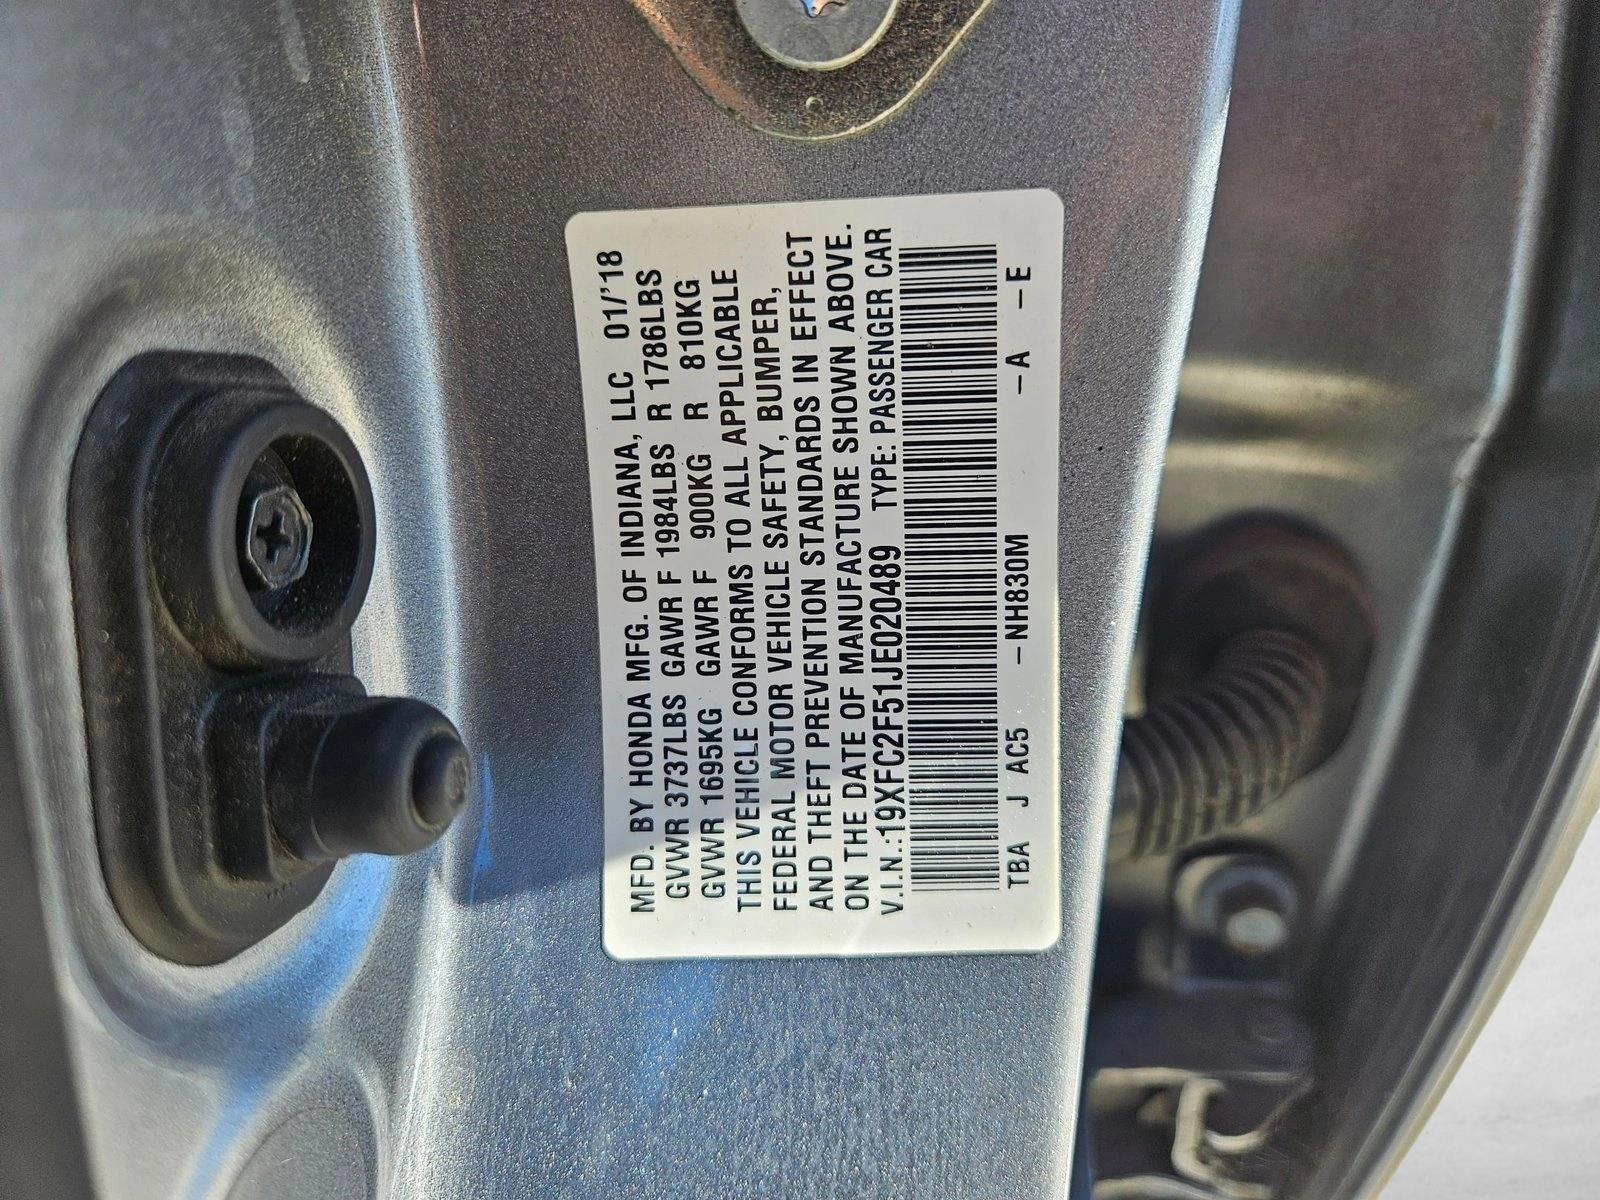 MFD. BY HONDA MFG. OF INDIANA, LLC 01/'18
GVWR 3737LBS GAWR F 1984LBS R 1786LBS
GVWR 1695KG GAWR F 900KG R 810KG
THIS VEHICLE CONFORMS TO ALL APPLICABLE
FEDERAL MOTOR VEHICLE SAFETY, BUMPER,
AND THEFT PREVENTION STANDARDS IN EFFECT
ON THE DATE OF MANUFACTURE SHOWN ABOVE.
V.I.N.:19XFC2F51JE020489 TYPE: PASSENGER CAR
TBA J AC5 -NH830M -A -E